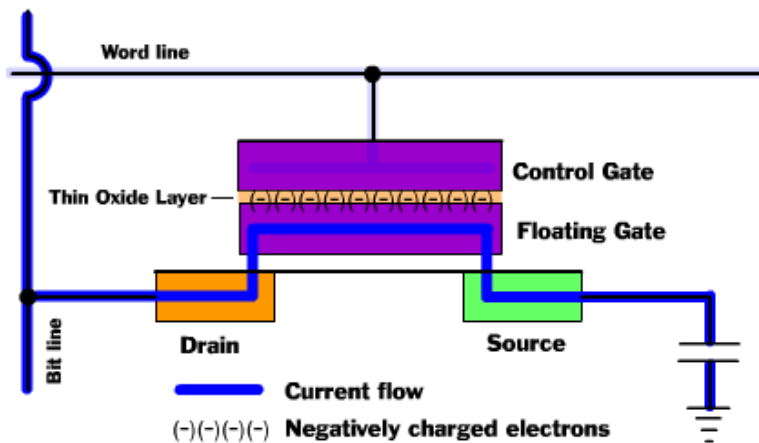 Word line
Control Gate
Thin Oxide Layer
(-)(-)(-)(-)(-)(-)(-)(-)(-)(-)
Floating Gate
Drain
Source
Bit line
Current flow
(-)(-)(-)(-) Negatively charged electrons